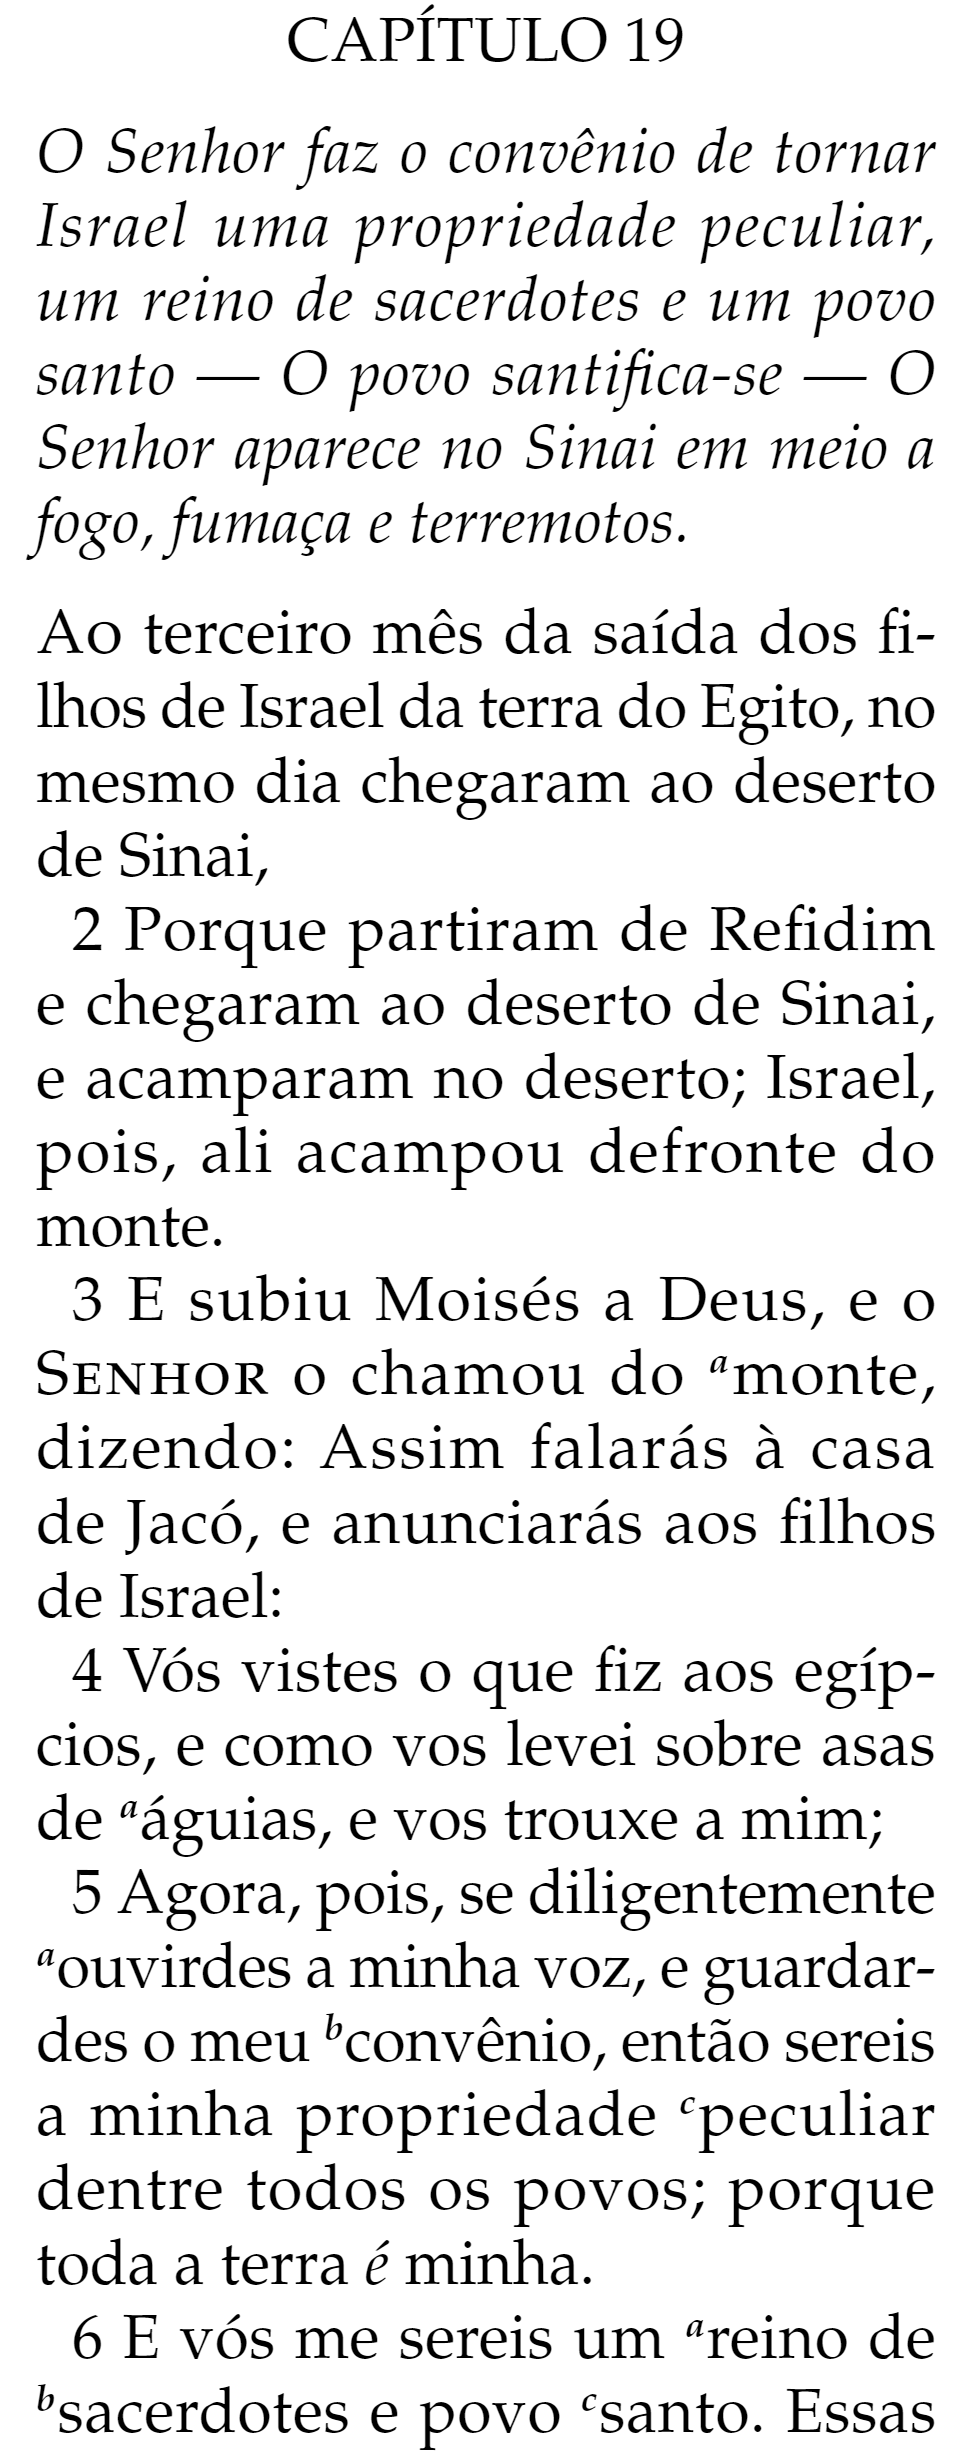 CAPÍTULO 19
O Senhor faz o convênio de tornar
Israel uma propriedade peculiar,
um reino de sacerdotes e um povo
santo — O povo santifica-se — O
Senhor aparece no Sinai em meio a
fogo, fumaça e terremotos.
Ao terceiro mês da saída dos fi-
lhos de Israel da terra do Egito, no
mesmo dia chegaram ao deserto
de Sinai,
2 Porque partiram de Refidim
e chegaram ao deserto de Sinai,
e acamparam no deserto; Israel,
pois, ali acampou defronte do
monte.
3 E subiu Moisés a Deus, e o
SENHOR o chamou do amonte,
dizendo: Assim falarás à casa
de Jacó, e anunciarás aos filhos
de Israel:
4 Vós vistes o que fiz aos egíp-
cios, e como vos levei sobre asas
de aáguias, e vos trouxe a mim;
5 Agora, pois, se diligentemente
aouvirdes a minha voz, e guardar-
des o meu bconvênio, então sereis
a minha propriedade cpeculiar
dentre todos os povos; porque
toda a terra é minha.
6 E vós me sereis um areino de
bsacerdotes e povo csanto. Essas